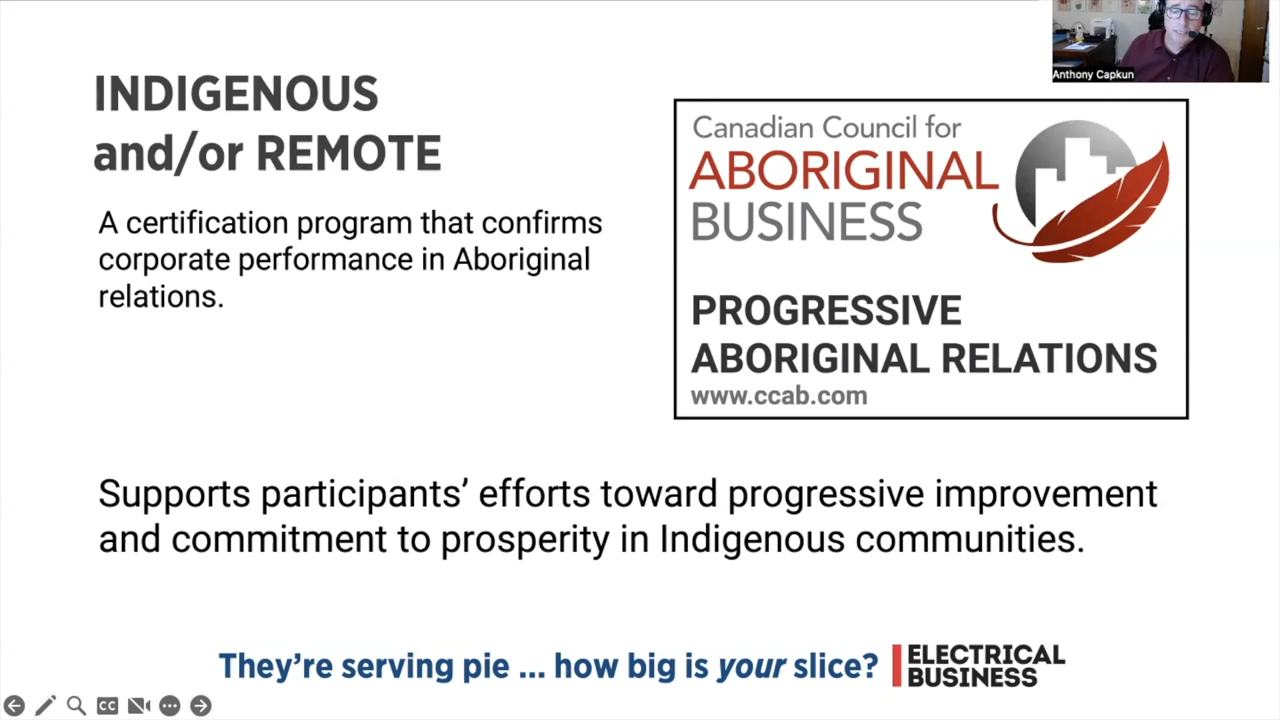 Anthony Capkun
INDIGENOUS
and/or REMOTE
A certification program that confirms
corporate performance in Aboriginal
relations.
Canadian Council for
ABORIGINAL
BUSINESS
PROGRESSIVE
ABORIGINAL RELATIONS
www.ccab.com
Supports participants’ efforts toward progressive improvement
and commitment to prosperity in Indigenous communities.
They’re serving pie ... how big is your slice?
ELECTRICAL
BUSINESS
CC